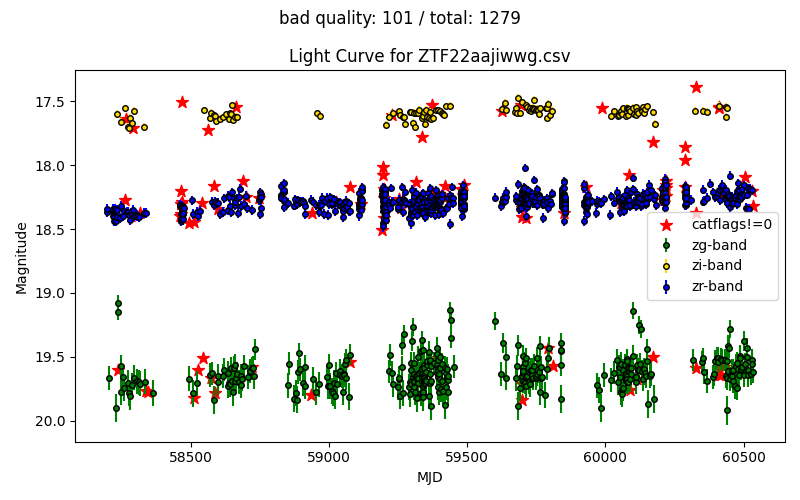 bad quality: 101 / total: 1279
Light Curve for ZTF22aajiwwg.csv
17.5
18.0
18.5
19.0
19.5
20.0
Magnitude
catflags!=0
zg-band
zi-band
zr-band
58500
59000
59500
60000
60500
MJD